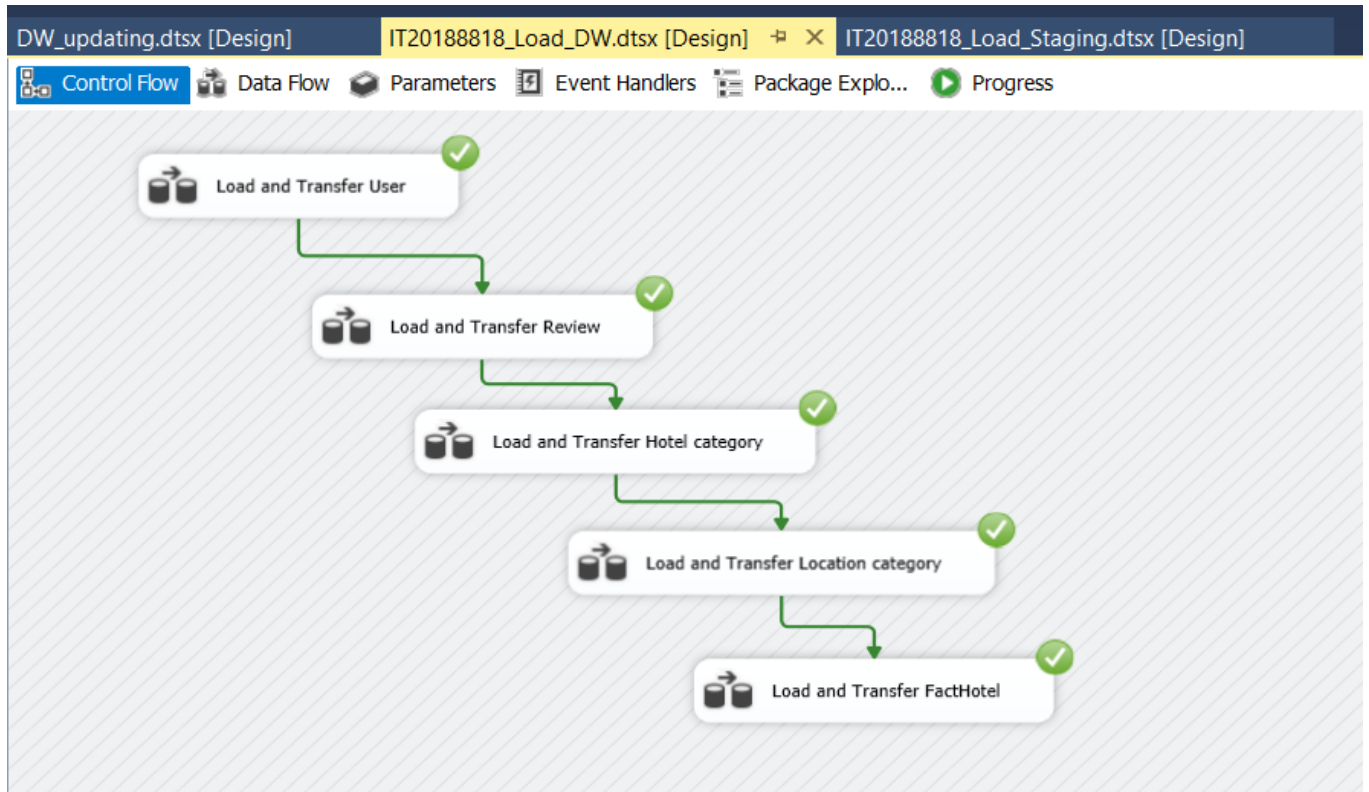 DW_updating.dtsx [Design] IT20188818_Load_DW.dtsx [Design] IT20188818_Load_Staging.dtsx [Design]
Control Flow Data Flow Parameters Event Handlers Package Explo... Progress
Load and Transfer User
Load and Transfer Review
Load and Transfer Hotel category
Load and Transfer Location category
Load and Transfer FactHotel